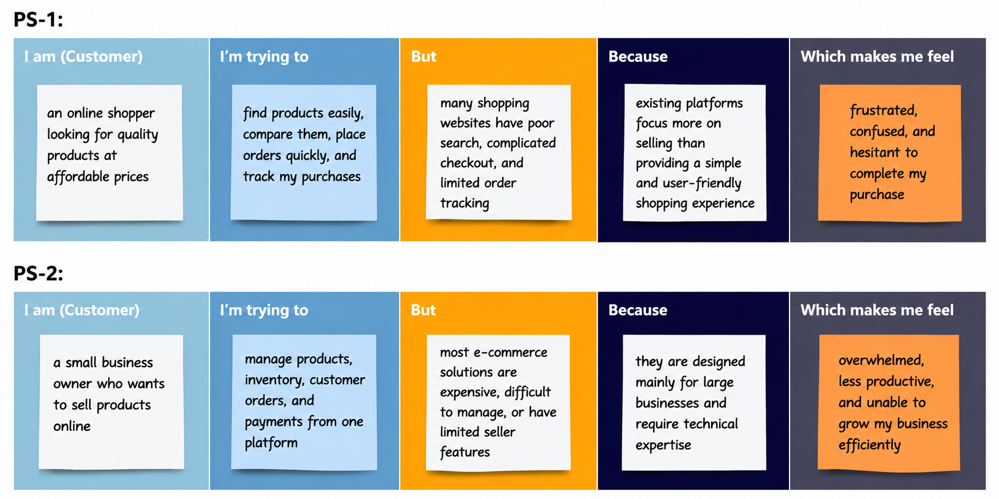 PS-1:
I am (Customer)
I'm trying to
But
Because
Which makes me feel
an online shopper
looking for quality
products at
affordable prices
find products easily,
compare them, place
orders quickly, and
track my purchases
many shopping
websites have poor
search, complicated
checkout, and
limited order
tracking
existing platforms
focus more on
selling than
providing a simple
and user-friendly
shopping experience
frustrated,
confused, and
hesitant to
complete my
purchase
PS-2:
I am (Customer)
I'm trying to
But
Because
Which makes me feel
a small business
owner who wants
to sell products
online
manage products,
inventory, customer
orders, and
payments from one
platform
most e-commerce
solutions are
expensive, difficult
to manage, or have
limited seller
features
they are designed
mainly for large
businesses and
require technical
expertise
overwhelmed,
less productive,
and unable to
grow my business
efficiently